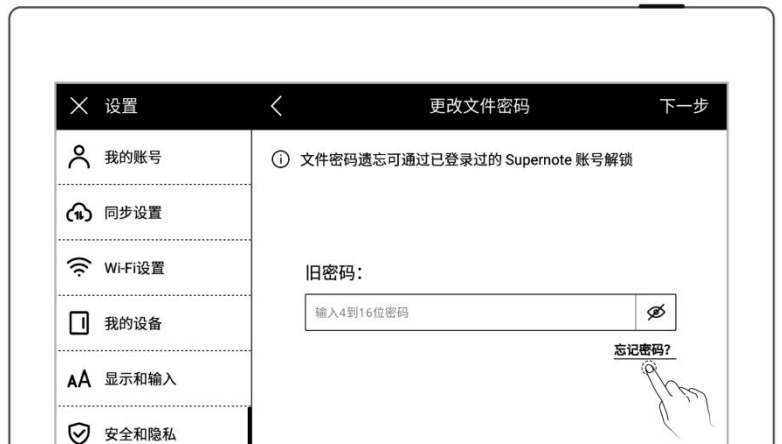 设置
更改文件密码
下一步
我的账号
同步设置
Wi-Fi设置
我的设备
AA 显示和输入
安全和隐私
文件密码遗忘可通过已登录过的 Supernote 账号解锁
旧密码：
输入4到16位密码
忘记密码?